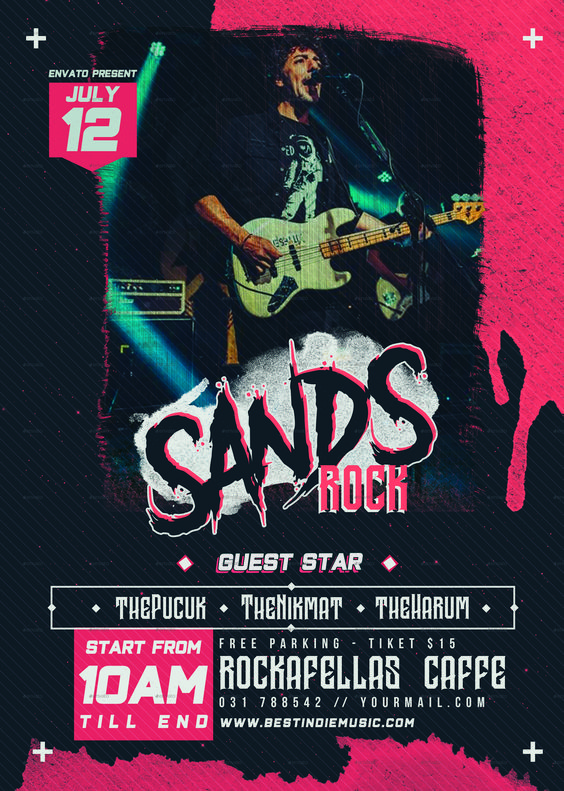 ENVATO PRESENT
JULY
12
SANDS
ROCK
GUEST STAR
THEPUCUK
THENIKMAT
THEHARUM
START FROM
10AM
TILL END
FREE PARKING - TIKET $15
ROCKAFELLAS CAFFE
031 788542 // YOURMAIL.COM
WWW.BESTINDIEMUSIC.COM